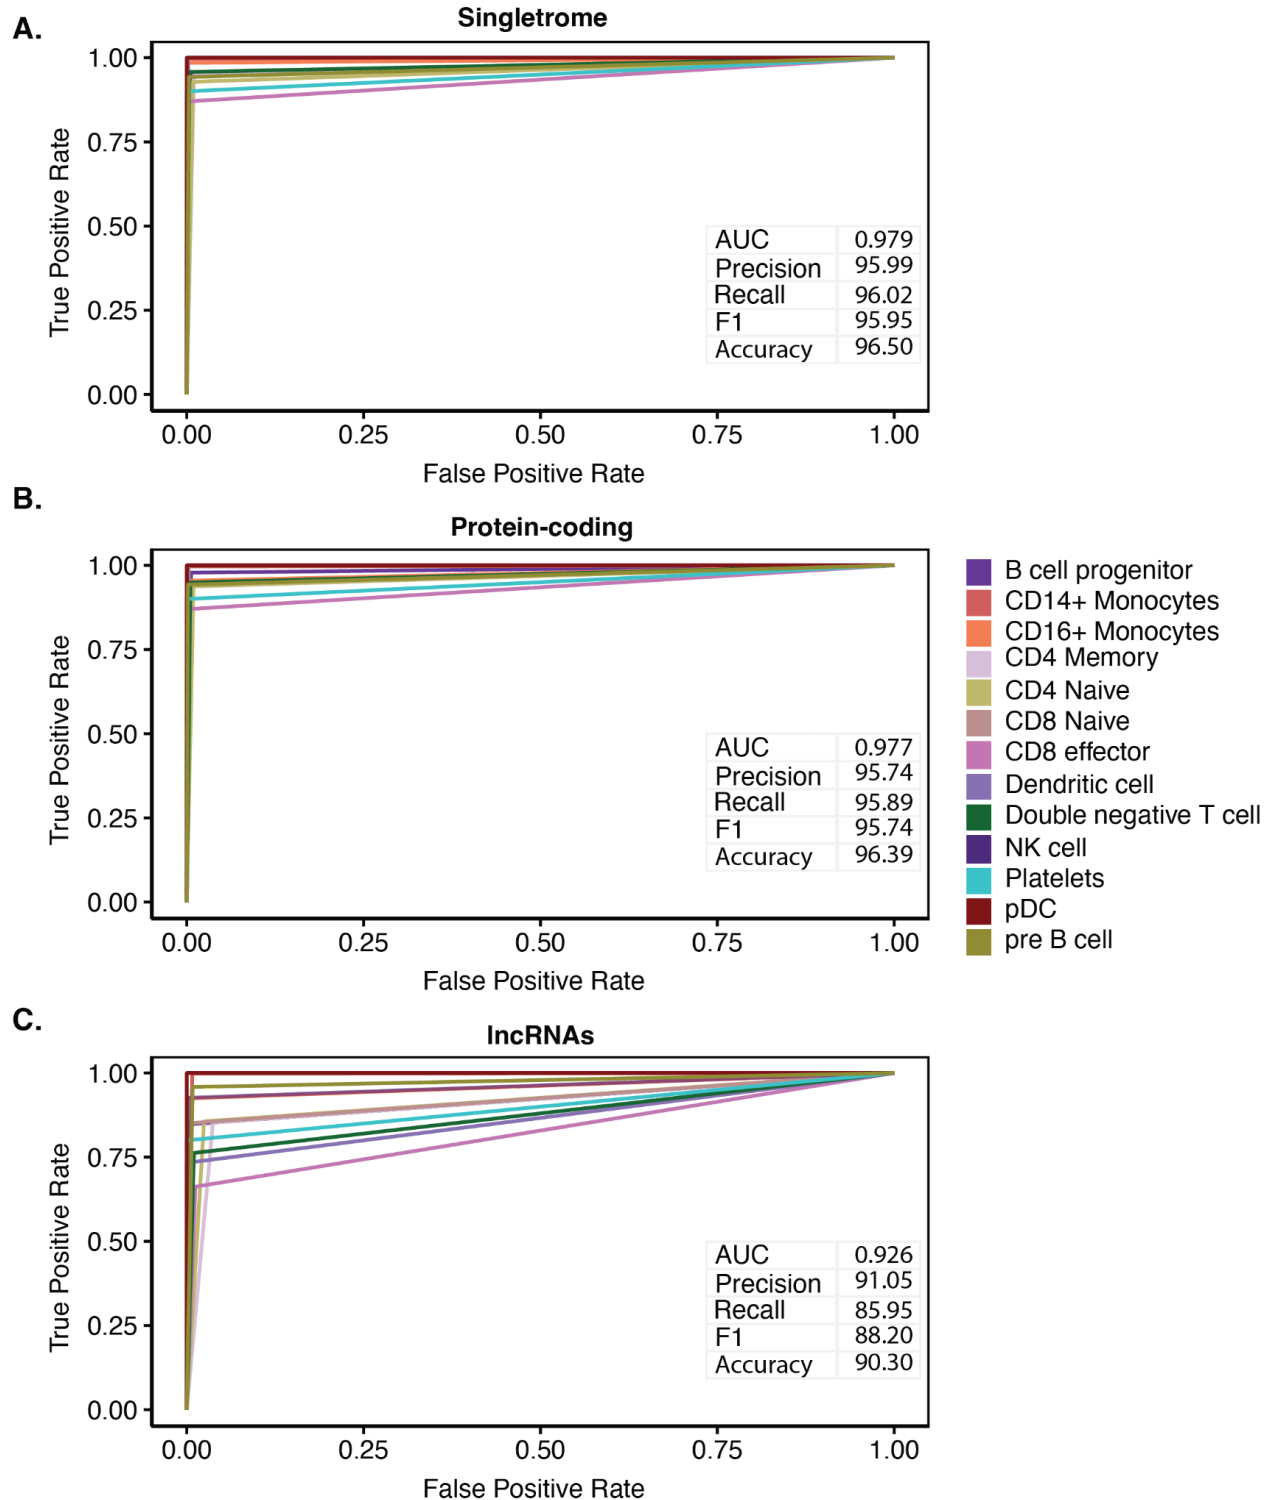 A.
Singletrome
1.00
0.75
0.50
0.25
0.00
True Positive Rate
AUC 0.979
Precision 95.99
Recall 96.02
F1 95.95
Accuracy 96.50
0.00 0.25 0.50 0.75 1.00
False Positive Rate
B.
Protein-coding
1.00
0.75
0.50
0.25
0.00
True Positive Rate
AUC 0.977
Precision 95.74
Recall 95.89
F1 95.74
Accuracy 96.39
0.00 0.25 0.50 0.75 1.00
False Positive Rate
B cell progenitor
CD14+ Monocytes
CD16+ Monocytes
CD4 Memory
CD4 Naive
CD8 Naive
CD8 effector
Dendritic cell
Double negative T cell
NK cell
Platelets
pDC
pre B cell
C.
lncRNAs
1.00
0.75
0.50
0.25
0.00
True Positive Rate
AUC 0.926
Precision 91.05
Recall 85.95
F1 88.20
Accuracy 90.30
0.00 0.25 0.50 0.75 1.00
False Positive Rate